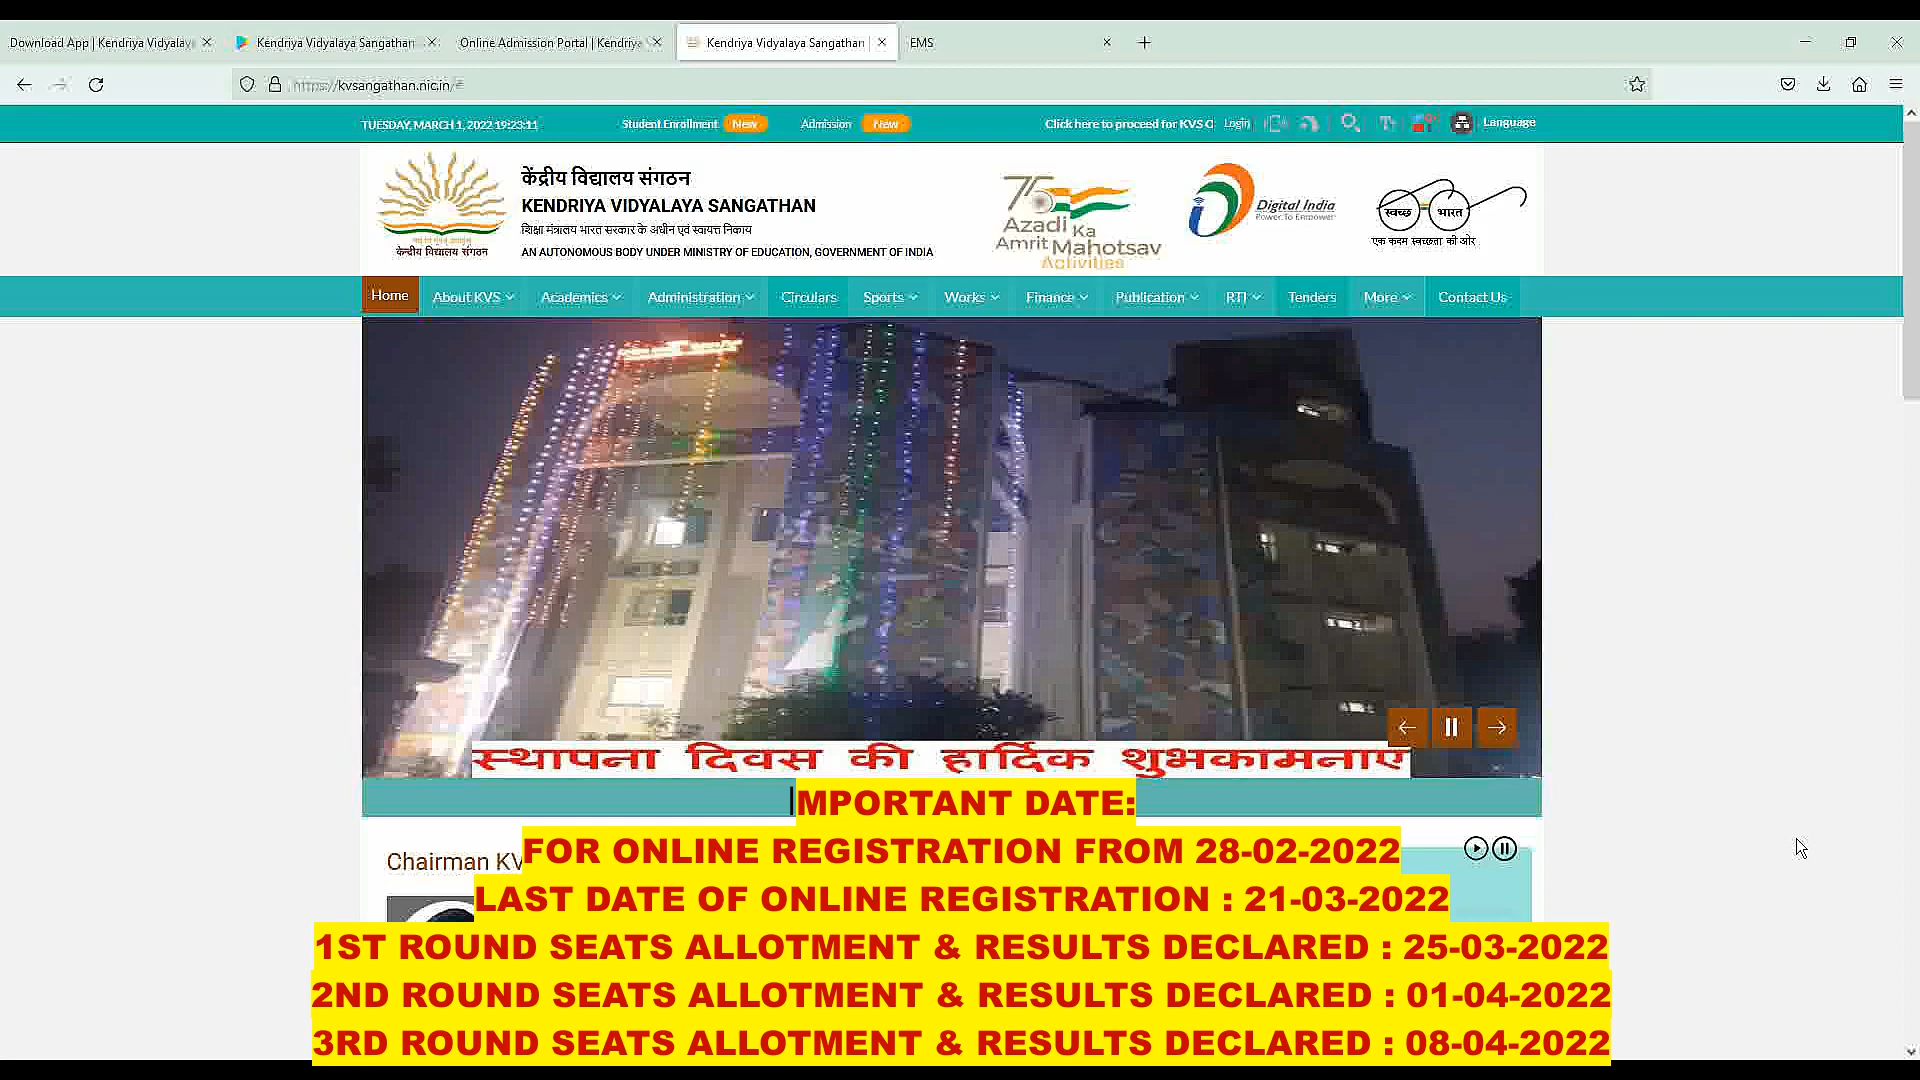 Download App | Kendriya Vidyalay
Kendriya Vidyalaya Sangathan
Online Admission Portal | Kendriya V
Kendriya Vidyalaya Sangathan |
EMS
https://kvsangathan.nic.in/#
TUESDAY, MARCH 1, 2022 19:23:11
Student Enrollment New
Admission New
Click here to proceed for KVS O
Login
Language
केंद्रीय विद्यालय संगठन
KENDRIYA VIDYALAYA SANGATHAN
शिक्षा मंत्रालय भारत सरकार के अधीन एवं स्वायत्त निकाय
AN AUTONOMOUS BODY UNDER MINISTRY OF EDUCATION, GOVERNMENT OF INDIA
केन्द्रीय विद्यालय संगठन
75
Azadi Ka
Amrit Mahotsav
Activities
Digital India
Power To Empower
स्वच्छ भारत
एक कदम स्वच्छता की ओर
Home About KVS Academics Administration Circulars Sports Works Finance Publication RTI Tenders More Contact Us
स्थापना दिवस की हार्दिक शुभकामनाए
IMPORTANT DATE:
Chairman KV
FOR ONLINE REGISTRATION FROM 28-02-2022
LAST DATE OF ONLINE REGISTRATION : 21-03-2022
1ST ROUND SEATS ALLOTMENT & RESULTS DECLARED : 25-03-2022
2ND ROUND SEATS ALLOTMENT & RESULTS DECLARED : 01-04-2022
3RD ROUND SEATS ALLOTMENT & RESULTS DECLARED : 08-04-2022